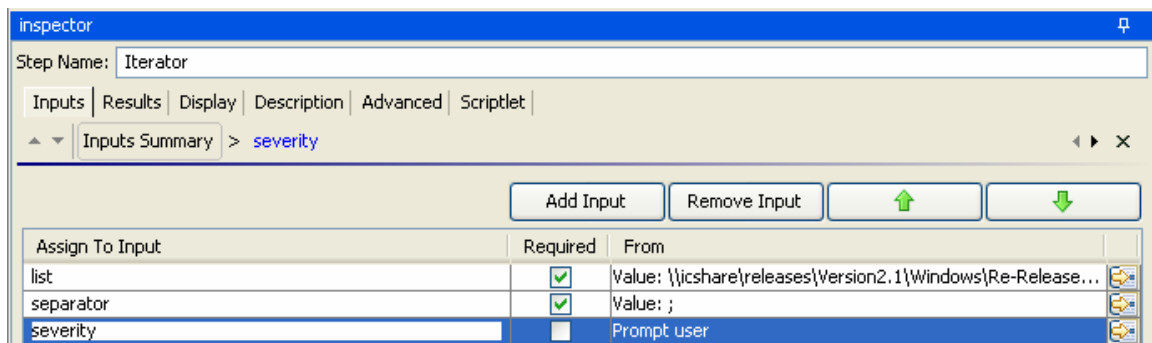 inspector
Step Name: Iterator
Inputs Results Display Description Advanced Scriptlet
Inputs Summary > severity
Add Input Remove Input
Assign To Input Required From
list Value: \\icshare\releases\Version2.1\Windows\Re-Release...
separator Value: ;
severity Prompt user